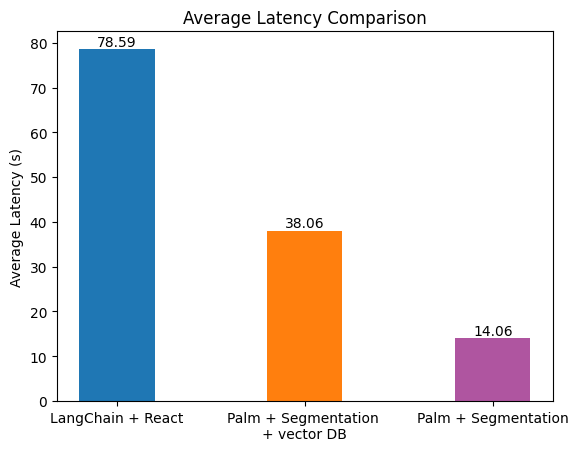 Average Latency Comparison
Average Latency (s)
80
70
60
50
40
30
20
10
0
78.59
38.06
14.06
LangChain + React
Palm + Segmentation
+ vector DB
Palm + Segmentation